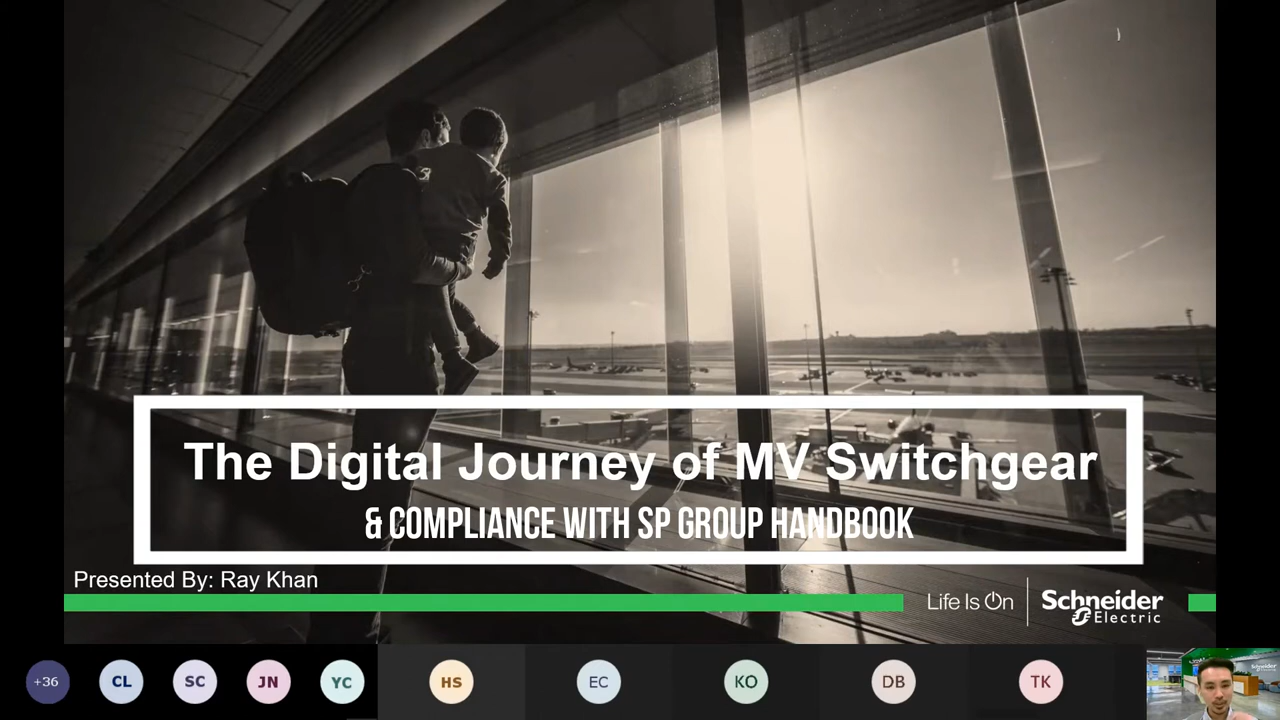 The Digital Journey of MV Switchgear
& COMPLIANCE WITH SP GROUP HANDBOOK
Presented By: Ray Khan
Life Is On
Schneider
Electric
+36
CL
SC
JN
YC
HS
EC
KO
DB
TK
Schneider